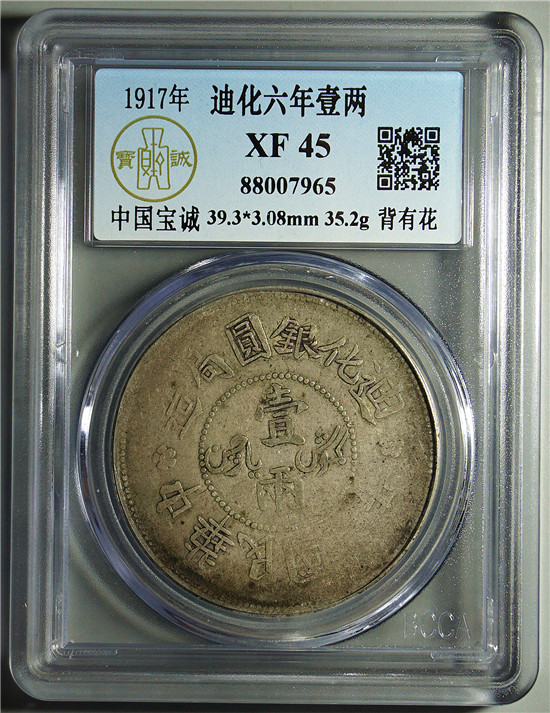 1917年 迪化六年壹两
XF 45
88007965
寶 誠
中国宝诚 39.3*3.08mm 35.2g 背有花
迪化銀圓局造
壹
兩
中華民國